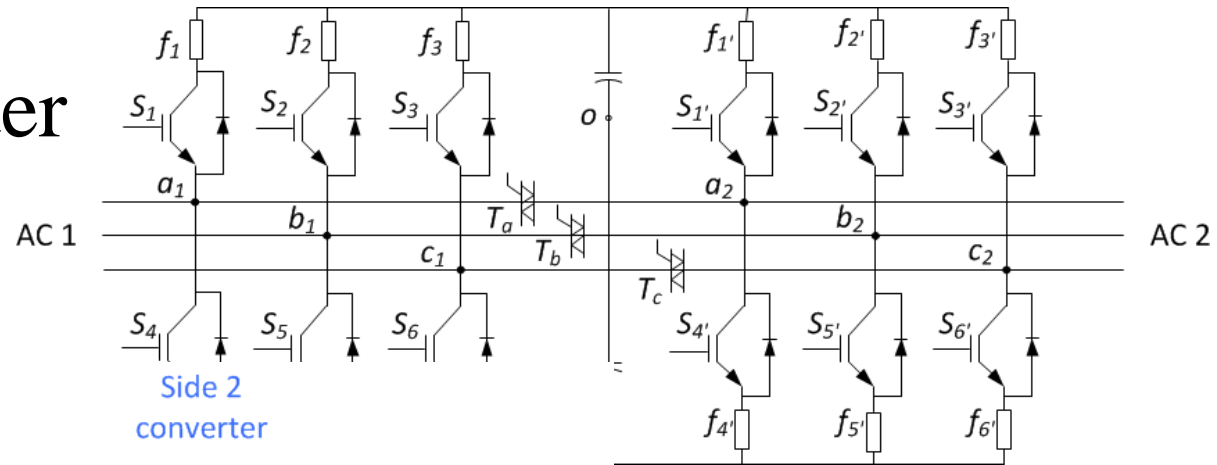 f1 f2 f3 f1' f2' f3'
er
S1 S2 S3 o S1' S2' S3'
a1 a2
Ta
AC 1 b1 b2 AC 2
Tb
c1 c2
Tc
S4 S5 S6 S4' S5' S6'
Side 2
converter
f4' f5' f6'